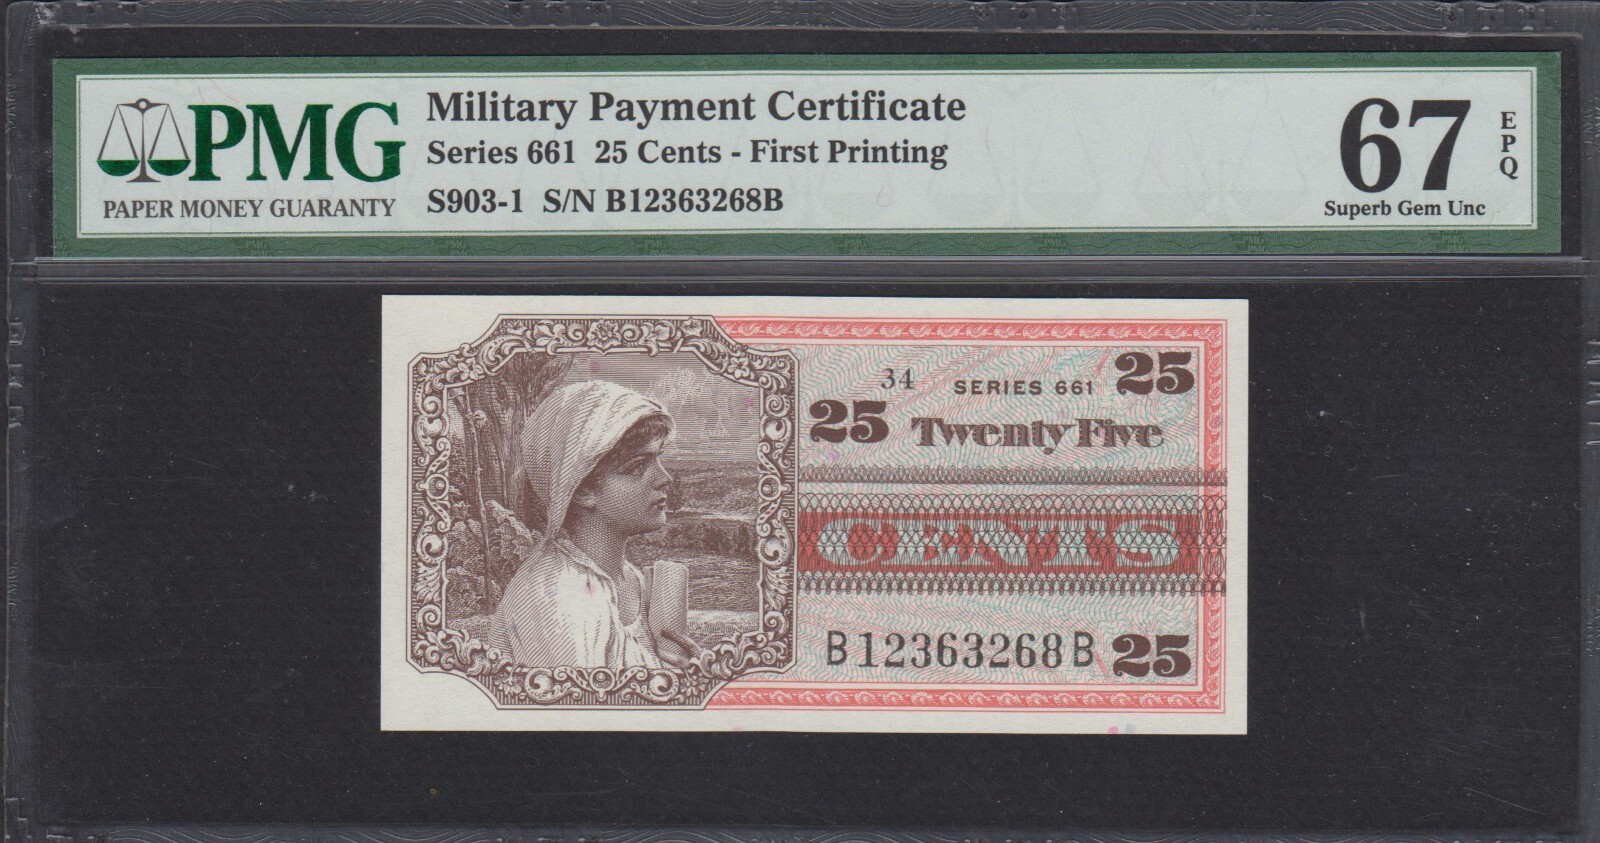 PMG
PAPER MONEY GUARANTY
Military Payment Certificate
Series 661 25 Cents - First Printing
S903-1 S/N B12363268B
67
EPQ
Superb Gem Unc
34 SERIES 661 25
25 Twenty Five
CENTS
B12363268B 25